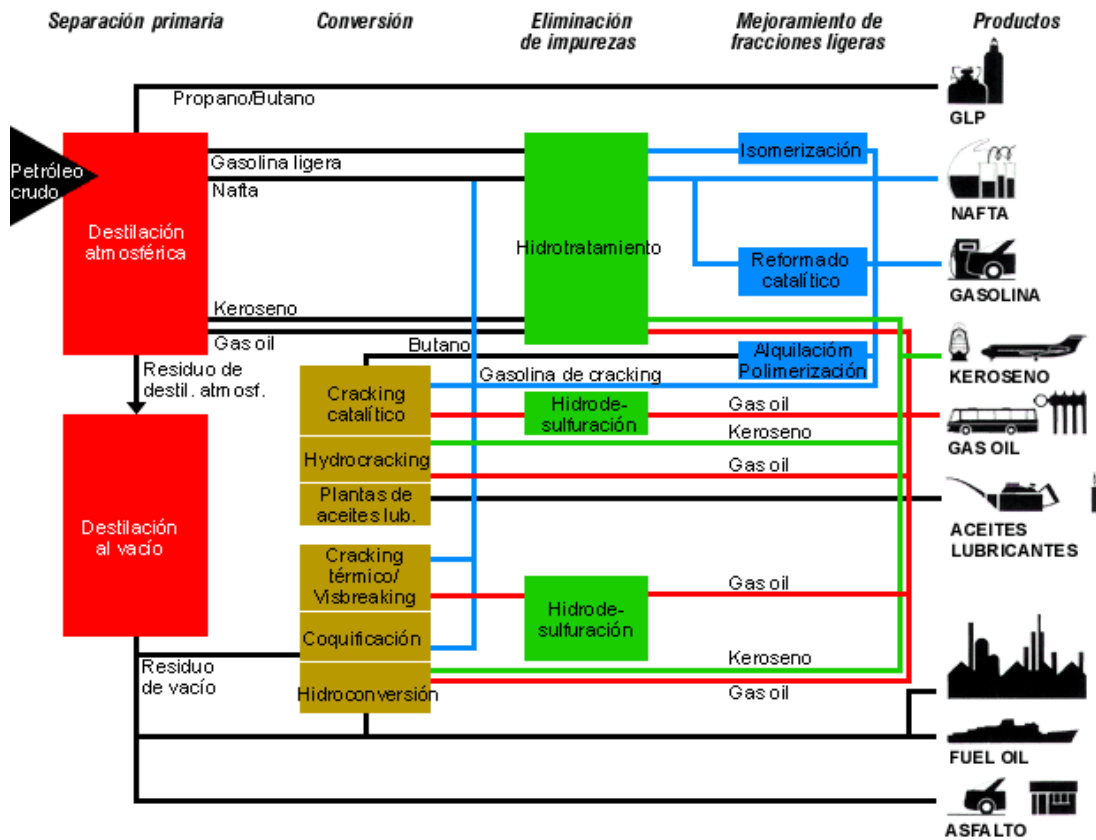 Separación primaria
Conversión
Eliminación
de impurezas
Mejoramiento de
fracciones ligeras
Productos
Propano/Butano
GLP
Petróleo
crudo
Destilación
atmosférica
Gasolina ligera
Nafta
Hidrotratamiento
Isomerización
NAFTA
Reformado
catalítico
GASOLINA
Keroseno
Gas oil
Butano
Alquilacióm
Polimerización
KEROSENO
Residuo de
destil. atmosf.
Gasolina de cracking
Cracking
catalítico
Hidrode-
sulfuración
Gas oil
Keroseno
GAS OIL
Hydrocracking
Gas oil
Plantas de
aceites lub.
ACEITES
LUBRICANTES
Destilación
al vacío
Cracking
térmico/
Visbreaking
Gas oil
Hidrode-
sulfuración
Coquificación
Keroseno
Residuo
de vacío
Hidroconversión
Gas oil
FUEL OIL
ASFALTO